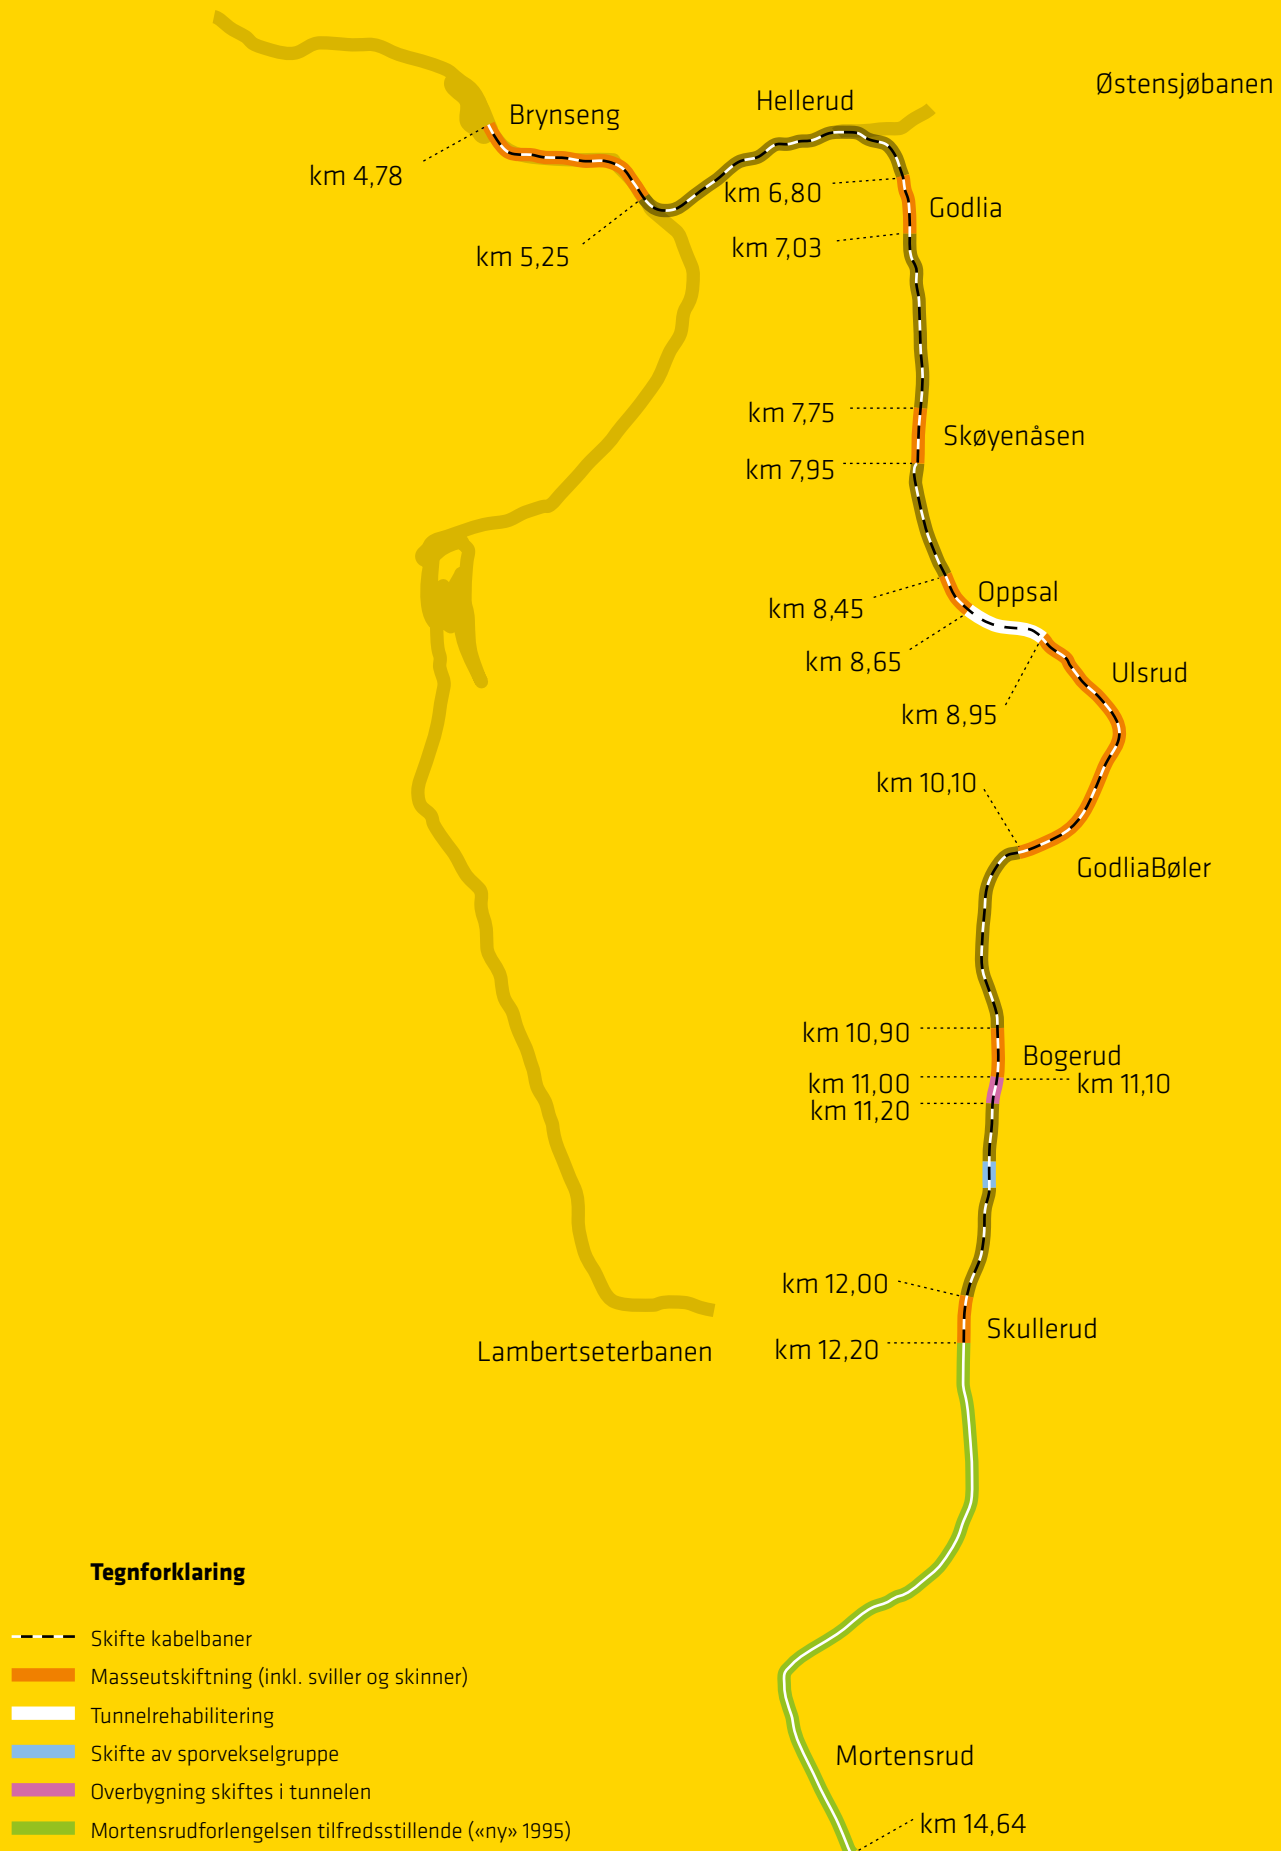 Østensjøbanen
Hellerud
Brynseng
km 4,78
km 6,80
Godlia
km 7,03
km 5,25
km 7,75
Skøyenåsen
km 7,95
Oppsal
km 8,45
km 8,65
Ulsrud
km 8,95
km 10,10
GodliaBøler
km 10,90
Bogerud
km 11,00
km 11,10
km 11,20
km 12,00
Skullerud
km 12,20
Lambertseterbanen
Mortensrud
km 14,64
Tegnforklaring
Skifte kabelbaner
Masseutskiftning (inkl. sviller og skinner)
Tunnelrehabilitering
Skifte av sporvekselgruppe
Overbygning skiftes i tunnelen
Mortensrudforlengelsen tilfredsstillende («ny» 1995)